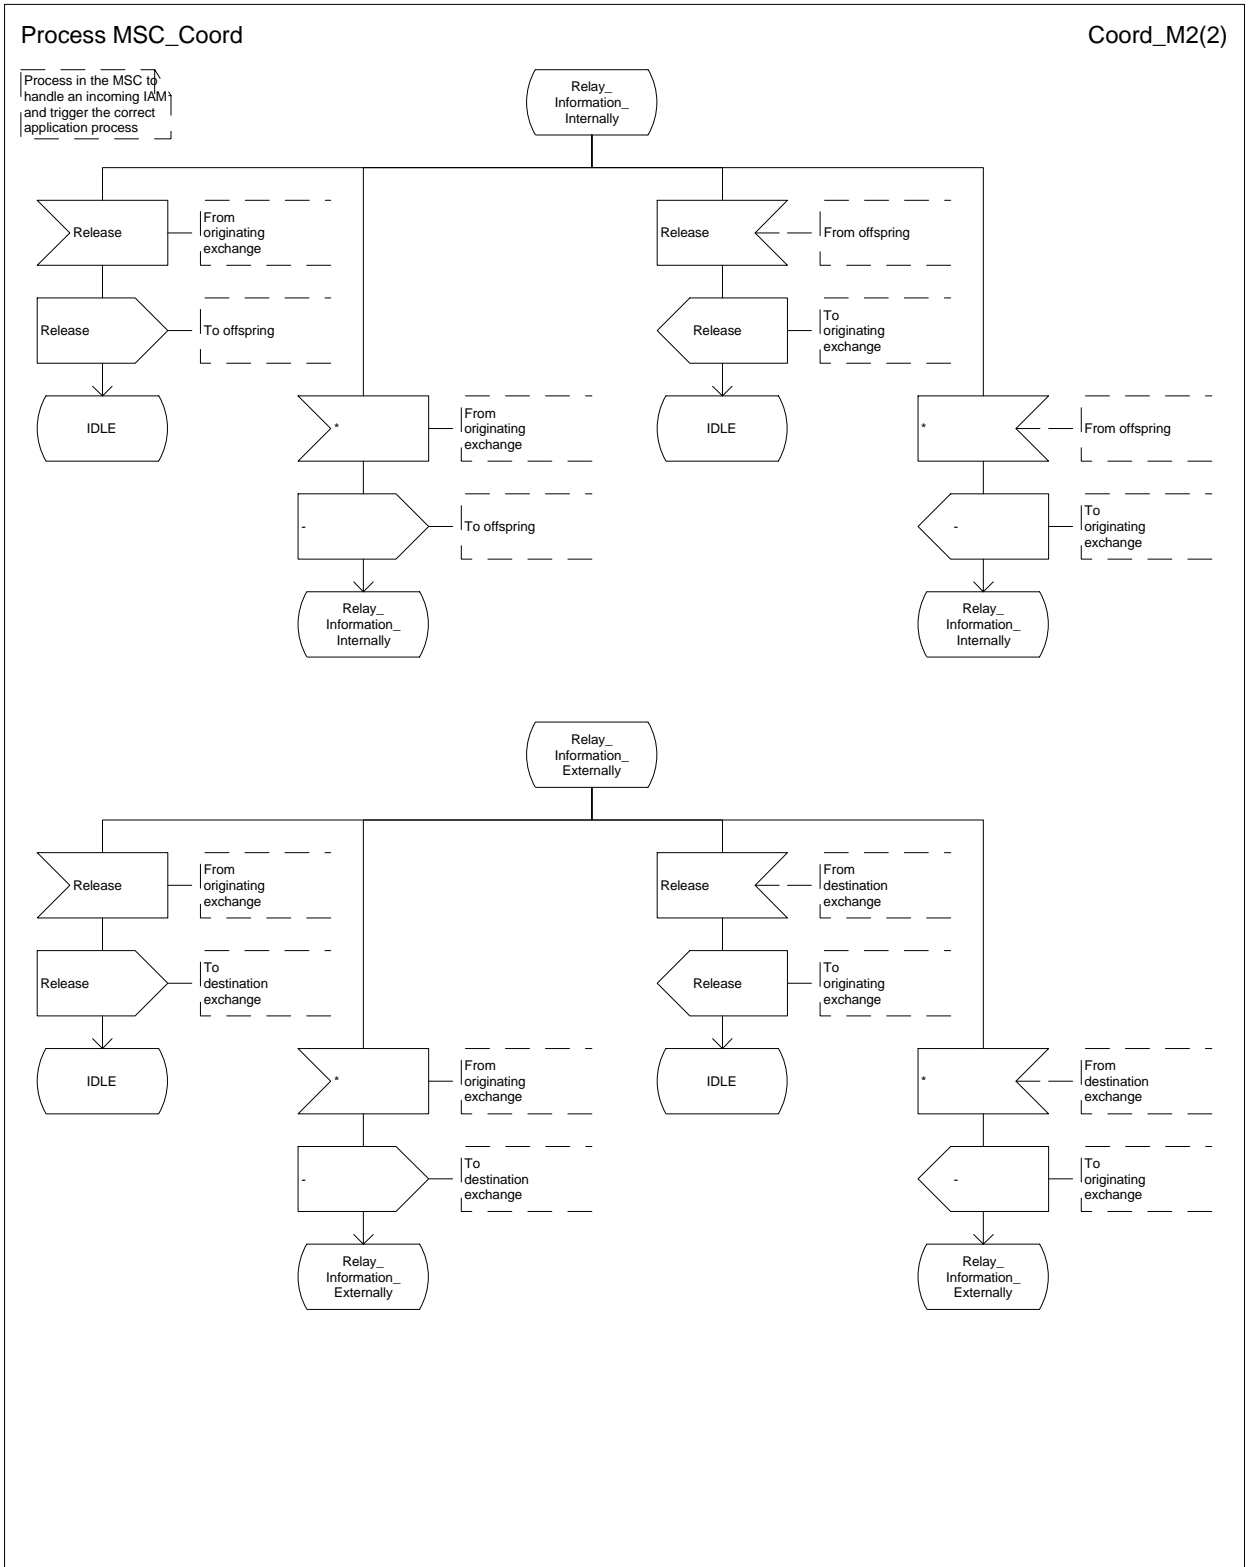 Process MSC_Coord
Coord_M2(2)
Process in the MSC to
handle an incoming IAM
and trigger the correct
application process
Relay_
Information_
Internally
Release
From
originating
exchange
Release
From offspring
Release
To offspring
Release
To
originating
exchange
IDLE
*
From
originating
exchange
IDLE
*
From offspring
-
To offspring
-
To
originating
exchange
Relay_
Information_
Internally
Relay_
Information_
Internally
Relay_
Information_
Externally
Release
From
originating
exchange
Release
From
destination
exchange
Release
To
destination
exchange
Release
To
originating
exchange
IDLE
*
From
originating
exchange
IDLE
*
From
destination
exchange
-
To
destination
exchange
-
To
originating
exchange
Relay_
Information_
Externally
Relay_
Information_
Externally